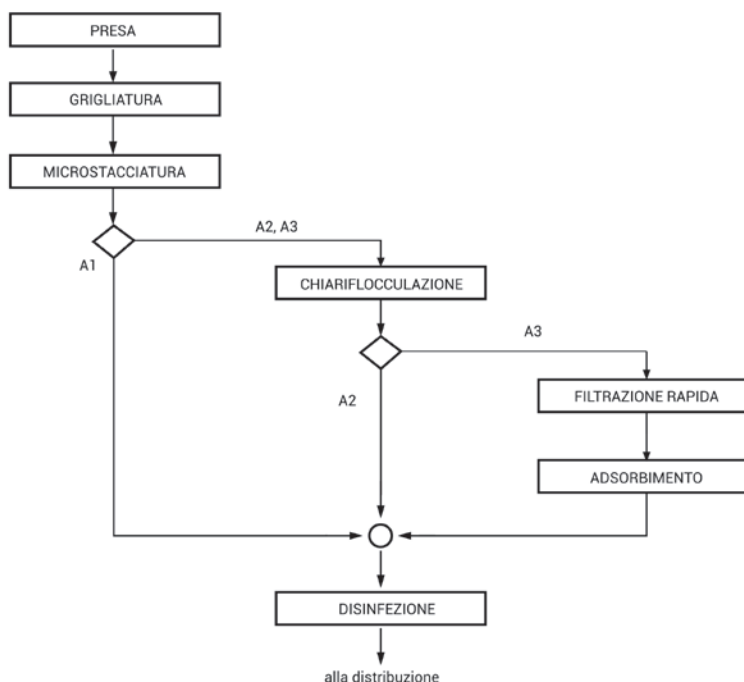 PRESA
GRIGLIATURA
MICROSTACCIATURA
A2, A3
A1
CHIARIFLOCCULAZIONE
A3
A2
FILTRAZIONE RAPIDA
ADSORBIMENTO
DISINFEZIONE
alla distribuzione